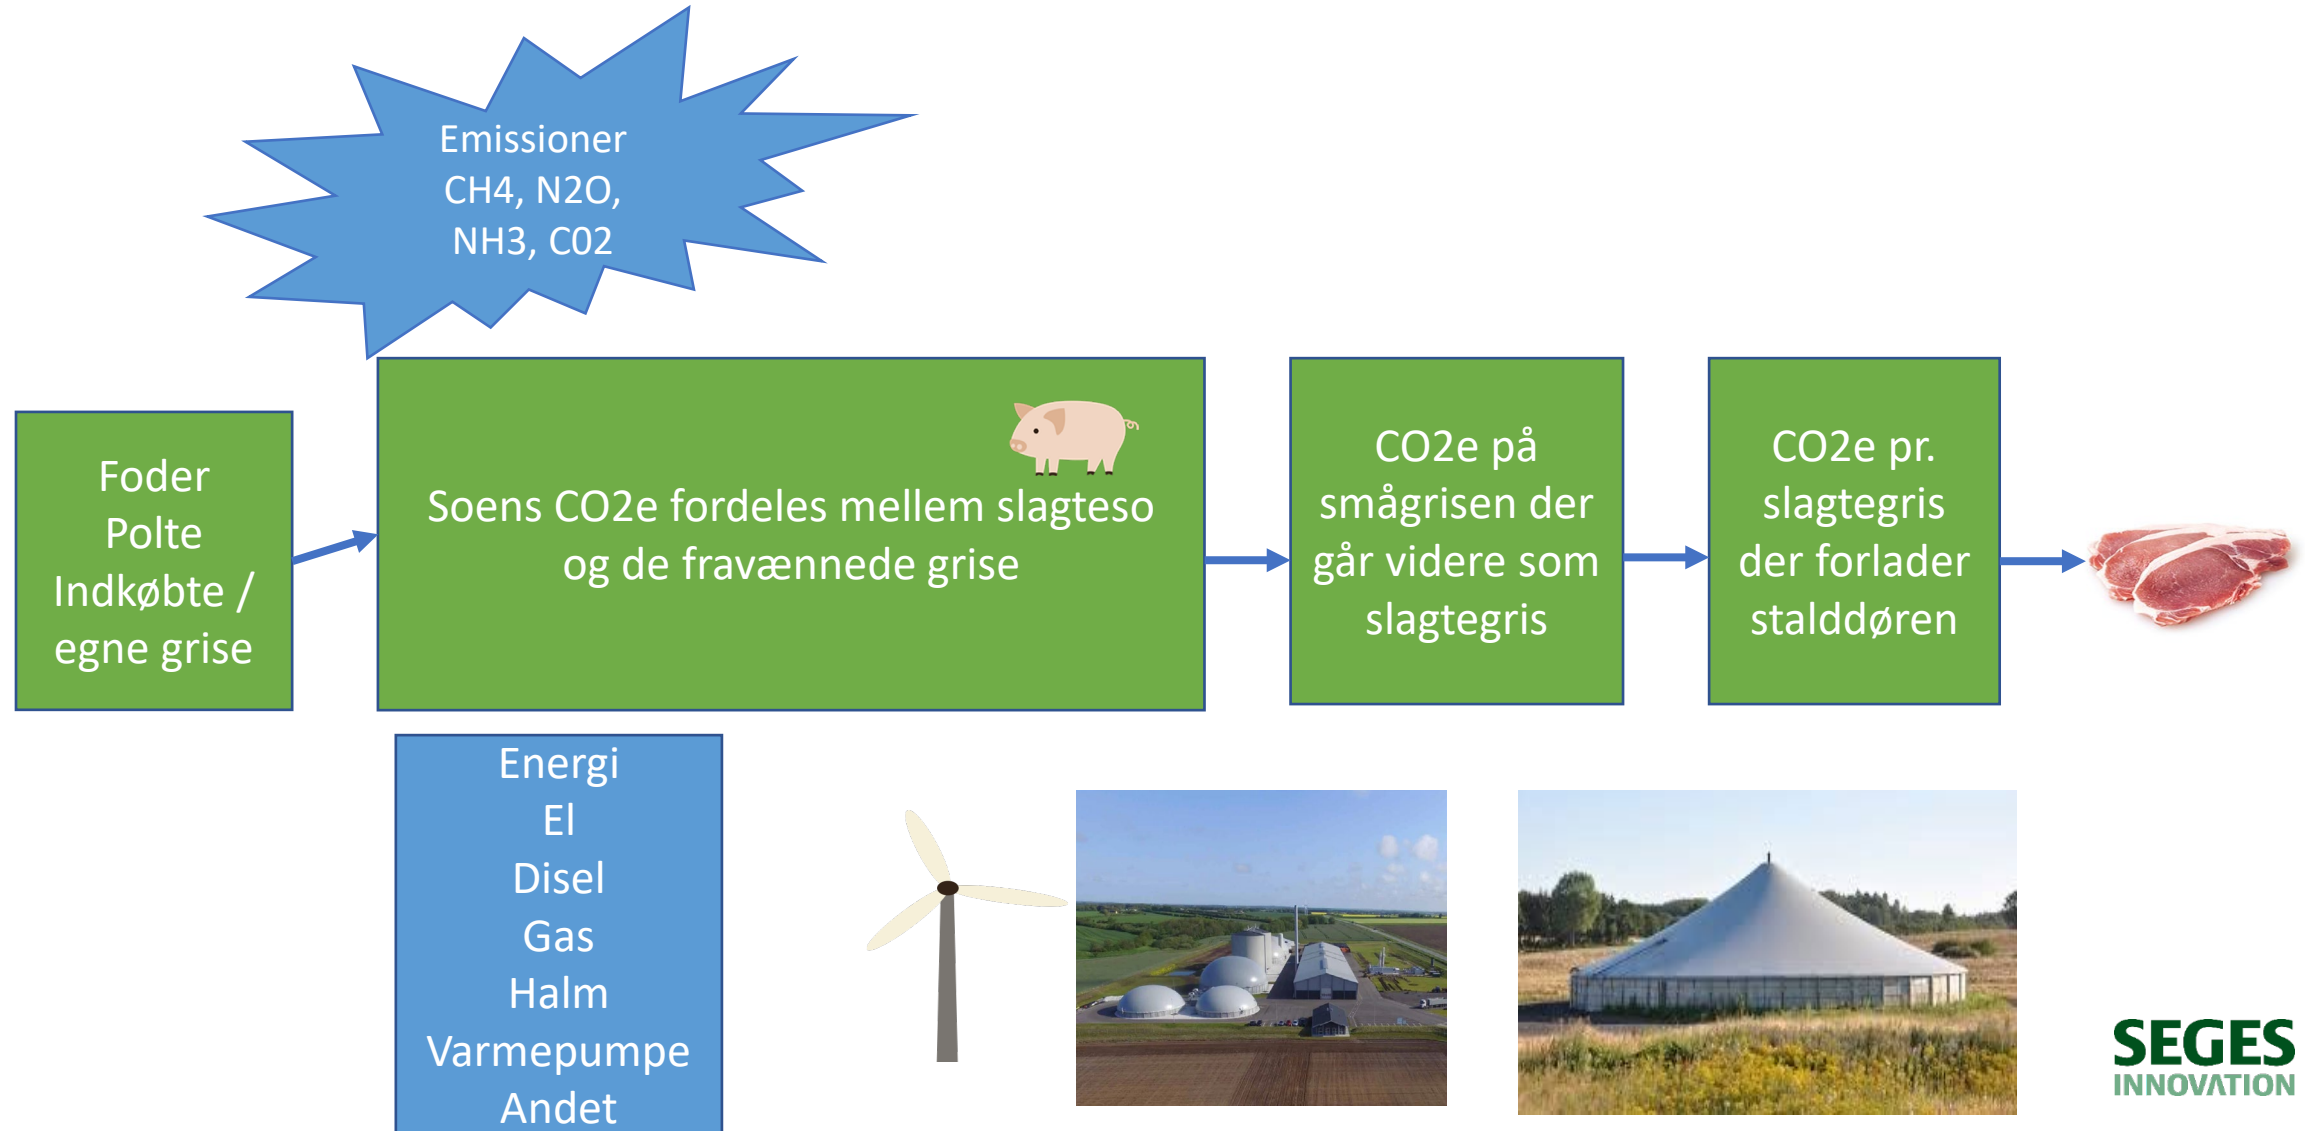 Emissioner
CH4, N2O,
NH3, C02
Foder
Polte
Indkøbte /
egne grise
Soens CO2e fordeles mellem slagteso
og de fravænnede grise
CO2e på
smågrisen der
går videre som
slagtegris
CO2e pr.
slagtegris
der forlader
stalddøren
Energi
El
Disel
Gas
Halm
Varmepumpe
Andet
SEGES
INNOVATION